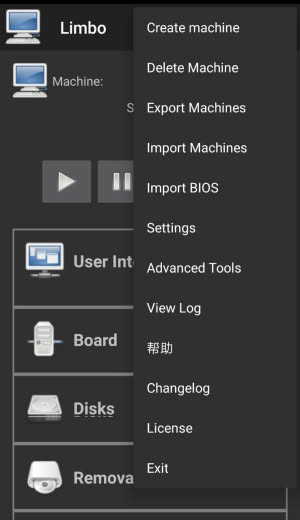 Limbo
Create machine
Delete Machine
Machine:
Export Machines
Import Machines
Import BIOS
Settings
User Int
Advanced Tools
View Log
Board
帮助
Changelog
Disks
License
Exit
Remova